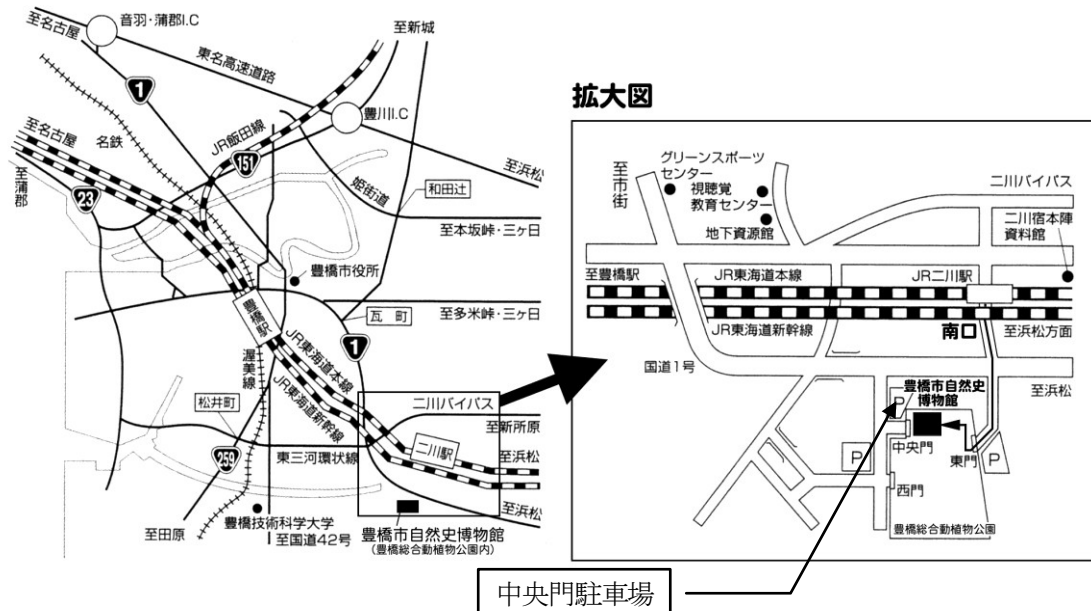 至名古屋
音羽・蒲郡I.C
至新城
東名高速道路
1
豊川I.C
至名古屋
名鉄
JR飯田線
151
至浜松
至蒲郡
23
姫街道
和田辻
至本坂峠・三ヶ日
豊橋市役所
豊橋駅
瓦町
至多米峠・三ヶ日
1
渥美線
JR東海道本線
JR東海道新幹線
松井町
二川バイパス
至新所原
259
東三河環状線
二川駅
至浜松
至浜松
豊橋技術科学大学
至田原
至国道42号
豊橋市自然史博物館
(豊橋総合動植物公園内)
拡大図
至市街
グリーンスポーツ
センター
視聴覚
教育センター
地下資源館
二川バイパス
二川宿本陣
資料館
至豊橋駅
JR東海道本線
JR二川駅
JR東海道新幹線
南口
至浜松方面
国道1号
至浜松
豊橋市自然史
博物館
P
中央門
東門
P
P
西門
豊橋総合動植物公園
中央門駐車場